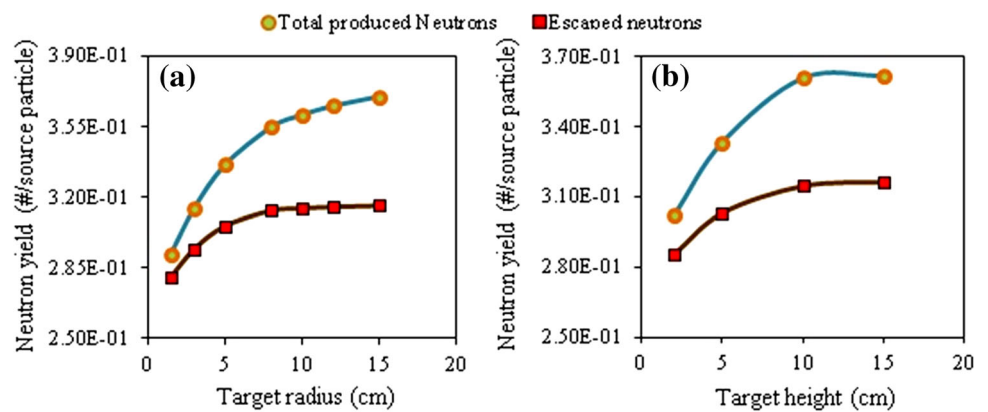 Total produced Neutrons Escaped neutrons
(a)
Neutron yield (#/source particle)
3.90E-01
3.55E-01
3.20E-01
2.85E-01
2.50E-01
0 5 10 15 20
Target radius (cm)
(b)
Neutron yield (#/source particle)
3.70E-01
3.40E-01
3.10E-01
2.80E-01
2.50E-01
0 5 10 15 20
Target height (cm)